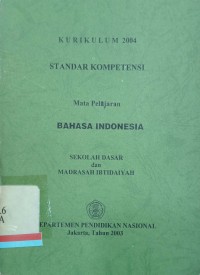 KURIKULUM 2004
STANDAR KOMPETENSI
Mata Pelajaran
BAHASA INDONESIA
SEKOLAH DASAR
dan
MADRASAH IBTIDAIYAH
DEPARTEMEN PENDIDIKAN NASIONAL
Jakarta, Tahun 2003